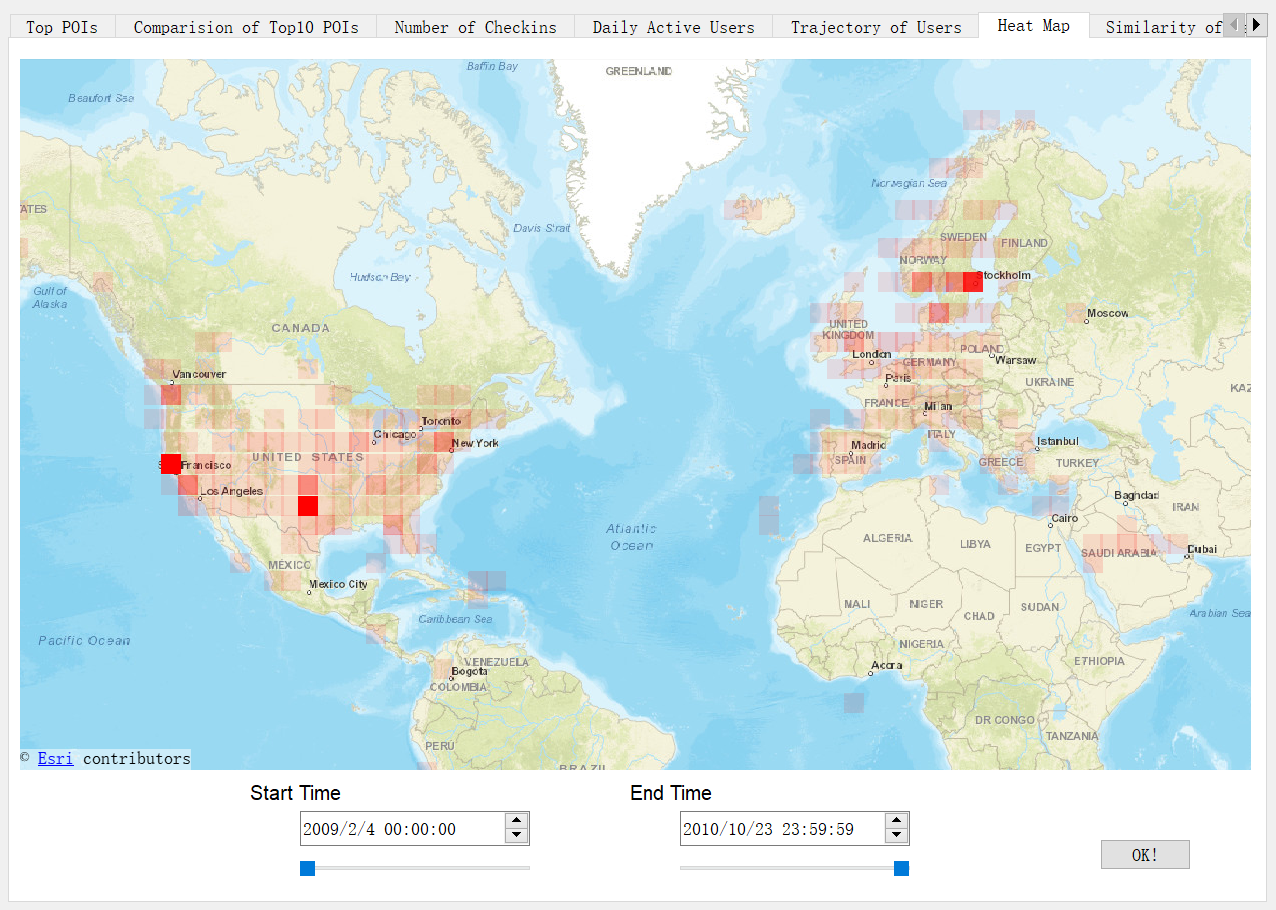 Top POIs
Comparision of Top10 POIs
Number of Checkins
Daily Active Users
Trajectory of Users
Heat Map
Similarity of
Baffin Bay
GREENLAND
Beaufort Sea
Norwegian Sea
ATES
Davis Strait
SWEDEN
FINLAND
NORWAY
Hudson Bay
Stockholm
Gulf of
Alaska
Moscow
CANADA
UNITED
KINGDOM
London
POLAND
Warsaw
GERMANY
Vancouver
Paris
UKRAINE
KAZ
FRANCE
Milan
Toronto
Chicago
New York
ITALY
Istanbul
Madrid
UNITED STATES
SPAIN
GREECE
TURKEY
S Francisco
Los Angeles
Baghdad
IRAN
Cairo
Atlantic
Ocean
ALGERIA
LIBYA
EGYPT
SAUDI ARABIA
Dubai
MÉXICO
Mexico City
MALI
NIGER
SUDAN
CHAD
Arabian Sea
Caribbean Sea
Pacific Ocean
NIGERIA
VENEZUELA
Bogota
COLOMBIA
Accra
ETHIOPIA
DR CONGO
TANZANIA
PERU
BRAZIL
© Esri contributors
Start Time
End Time
2009/2/4 00:00:00
2010/10/23 23:59:59
OK!